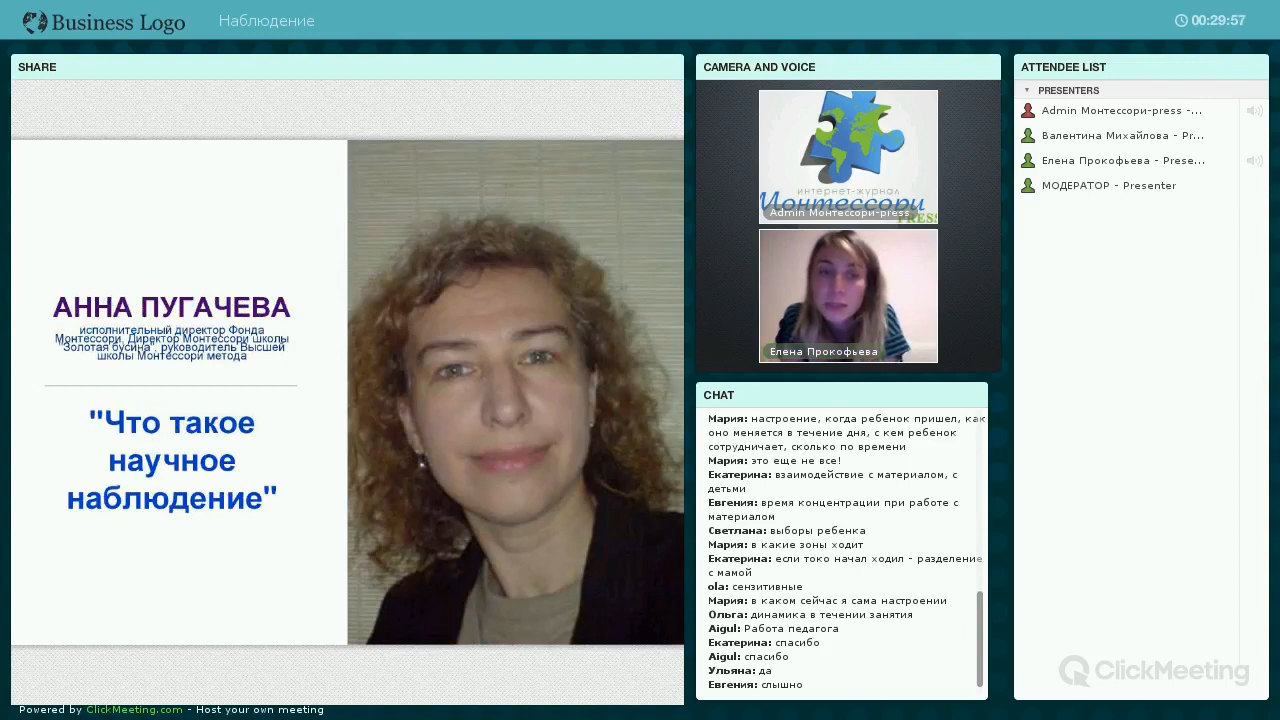 Business Logo
Наблюдение
00:29:57
SHARE
АННА ПУГАЧЕВА
исполнительный директор Фонда
Монтессори, Директор Монтессори школы
"Золотая бусина", руководитель Высшей
школы Монтессори метода
"Что такое
научное
наблюдение"
CAMERA AND VOICE
интернет-журнал
Монтессори
PRESS
Admin Монтессори-press
Елена Прокофьева
CHAT
Мария: настроение, когда ребенок пришел, как
оно меняется в течение дня, с кем ребенок
сотрудничает, сколько по времени
Мария: это еще не все!
Екатерина: взаимодействие с материалом, с
детьми
Евгения: время концентрации при работе с
материалом
Светлана: выборы ребенка
Мария: в какие зоны ходит
Екатерина: если токо начал ходил - разделение
с мамой
ola: сензитивные
Мария: в каком сейчас я сама настроении
Ольга: динамика в течении занятия
Aigul: Работа педагога
Екатерина: спасибо
Aigul: спасибо
Ульяна: да
Евгения: слышно
ATTENDEE LIST
PRESENTERS
Admin Монтессори-press -...
Валентина Михайлова - Pr...
Елена Прокофьева - Prese...
МОДЕРАТОР - Presenter
ClickMeeting
Powered by ClickMeeting.com - Host your own meeting